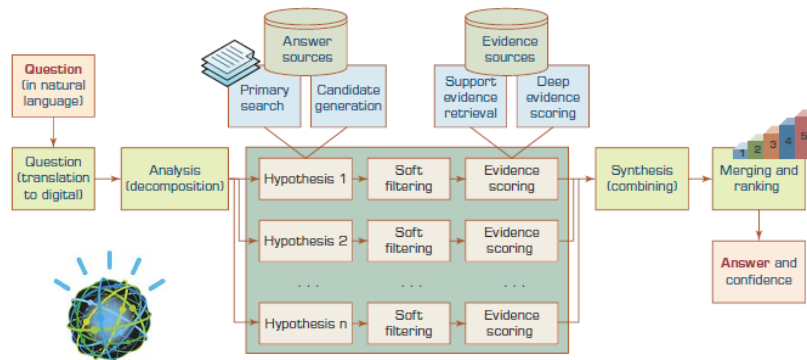 Answer
sources
Evidence
sources
Question
(in natural
language)
Primary
search
Candidate
generation
Support
evidence
retrieval
Deep
evidence
scoring
Question
(translation
to digital)
Analysis
(decomposition)
Hypothesis 1
Soft
filtering
Evidence
scoring
Synthesis
(combining)
1 2 3 4 5
Merging and
ranking
Hypothesis 2
Soft
filtering
Evidence
scoring
. . .
. . .
. . .
Answer and
confidence
Hypothesis n
Soft
filtering
Evidence
scoring